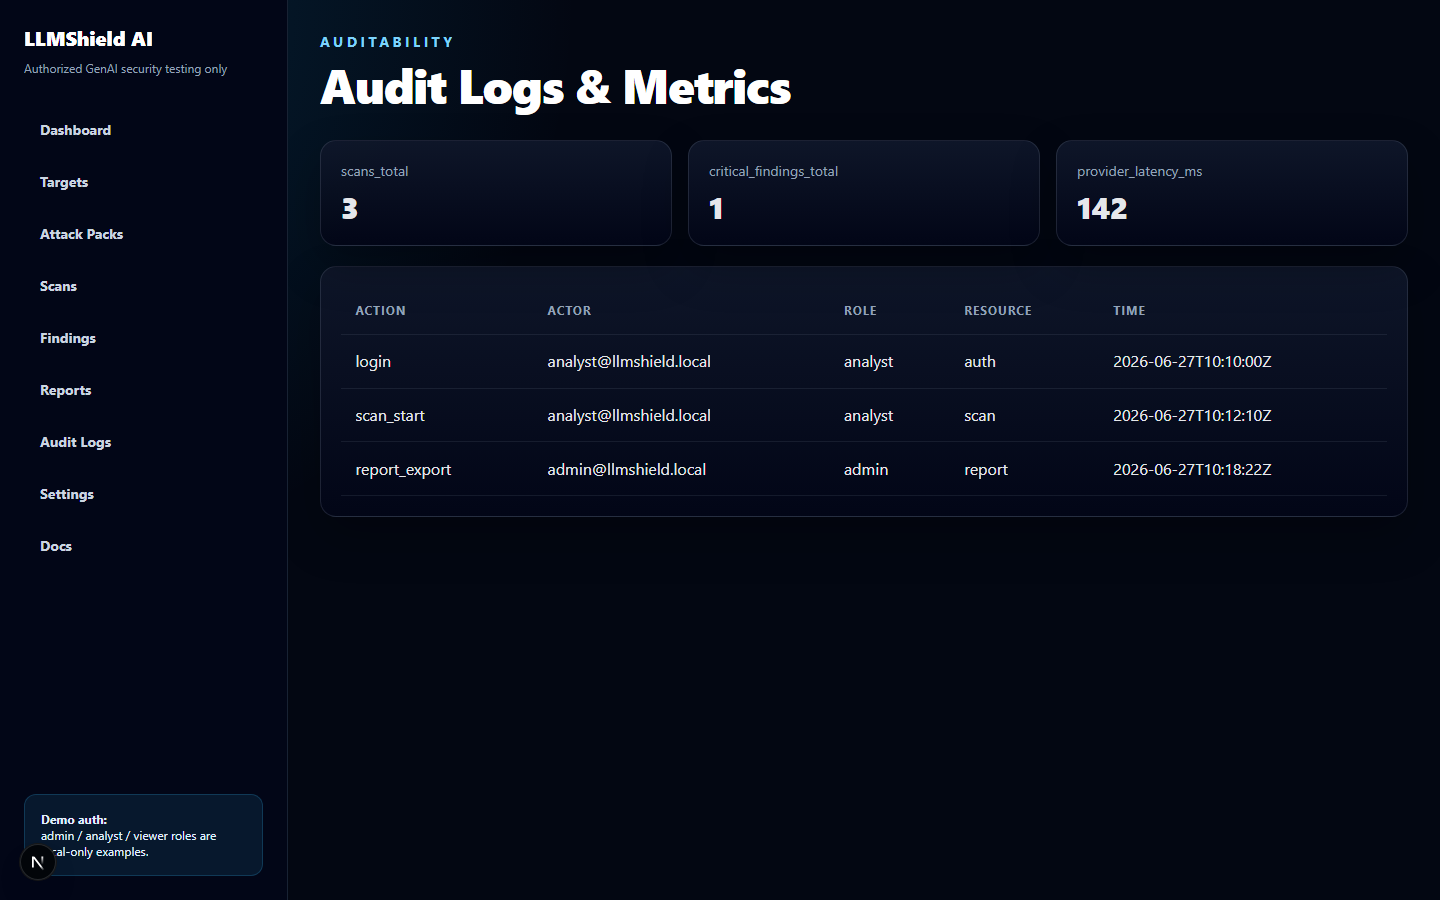 LLMShield AI
Authorized GenAI security testing only
Dashboard
Targets
Attack Packs
Scans
Findings
Reports
Audit Logs
Settings
Docs
Demo auth:
admin / analyst / viewer roles are
-only examples.
N
AUDITABILITY
Audit Logs & Metrics
scans_total
3
critical_findings_total
1
provider_latency_ms
142
ACTION ACTOR ROLE RESOURCE TIME
login analyst@llmshield.local analyst auth 2026-06-27T10:10:00Z
scan_start analyst@llmshield.local analyst scan 2026-06-27T10:12:10Z
report_export admin@llmshield.local admin report 2026-06-27T10:18:22Z